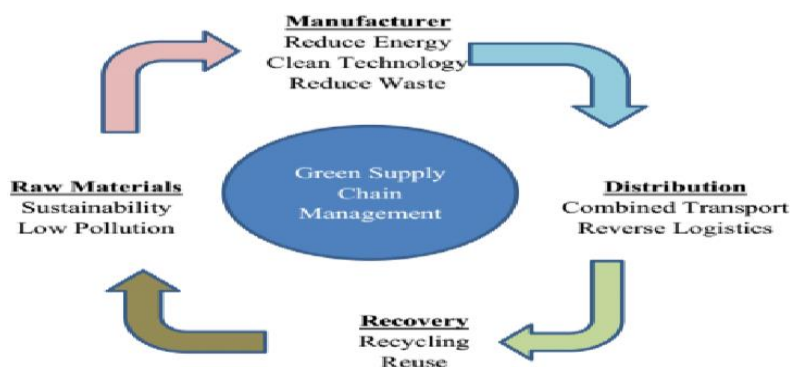 Manufacturer
Reduce Energy
Clean Technology
Reduce Waste
Raw Materials
Sustainability
Low Pollution
Green Supply
Chain
Management
Distribution
Combined Transport
Reverse Logistics
Recovery
Recycling
Reuse